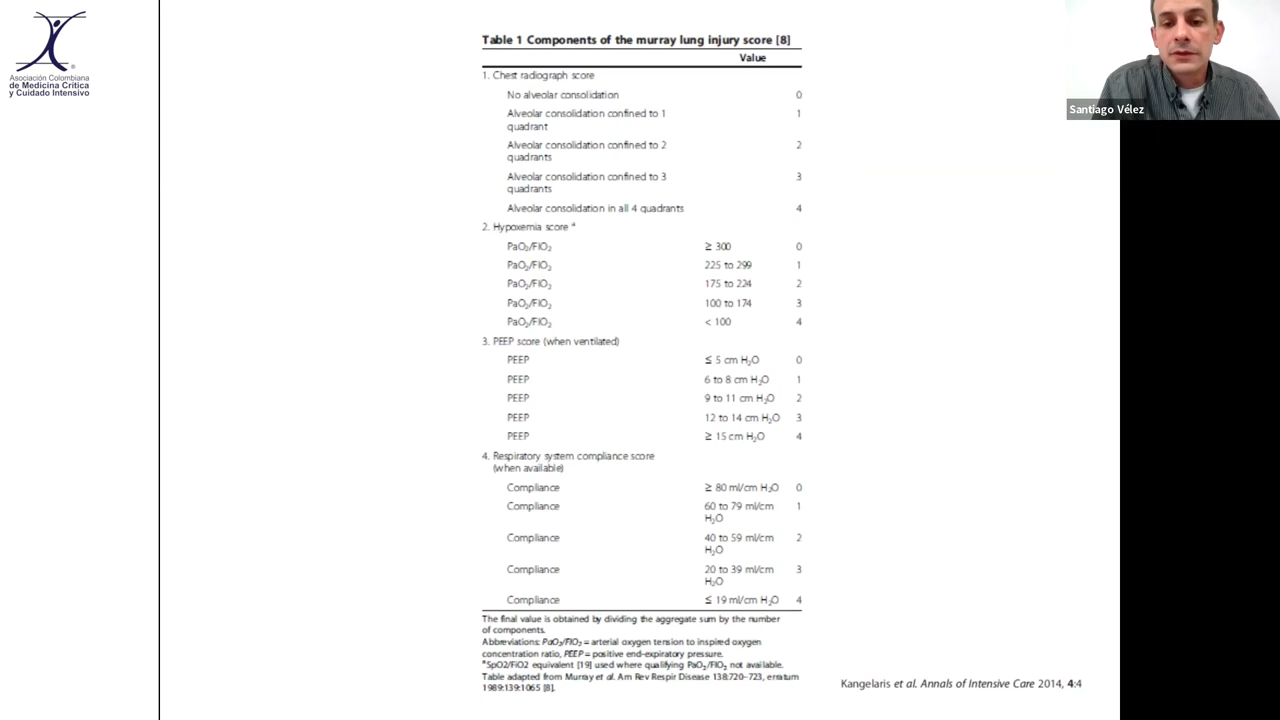 Asociación Colombiana
de Medicina Crítica
y Cuidado Intensivo
®
Santiago Vélez
Table 1 Components of the murray lung injury score [8]
Value
1. Chest radiograph score
No alveolar consolidation 0
Alveolar consolidation confined to 1 1
quadrant
Alveolar consolidation confined to 2 2
quadrants
Alveolar consolidation confined to 3 3
quadrants
Alveolar consolidation in all 4 quadrants 4
2. Hypoxemia score a
PaO2/FIO2 ≥ 300 0
PaO2/FIO2 225 to 299 1
PaO2/FIO2 175 to 224 2
PaO2/FIO2 100 to 174 3
PaO2/FIO2 < 100 4
3. PEEP score (when ventilated)
PEEP ≤ 5 cm H2O 0
PEEP 6 to 8 cm H2O 1
PEEP 9 to 11 cm H2O 2
PEEP 12 to 14 cm H2O 3
PEEP ≥ 15 cm H2O 4
4. Respiratory system compliance score
(when available)
Compliance ≥ 80 ml/cm H2O 0
Compliance 60 to 79 ml/cm 1
H2O
Compliance 40 to 59 ml/cm 2
H2O
Compliance 20 to 39 ml/cm 3
H2O
Compliance ≤ 19 ml/cm H2O 4
The final value is obtained by dividing the aggregate sum by the number
of components.
Abbreviations: PaO2/FIO2 = arterial oxygen tension to inspired oxygen
concentration ratio, PEEP = positive end-expiratory pressure.
aSpO2/FiO2 equivalent [19] used where qualifying PaO2/FIO2 not available.
Table adapted from Murray et al. Am Rev Respir Disease 138:720–723, erratum
1989:139:1065 [8].
Kangelaris et al. Annals of Intensive Care 2014, 4:4